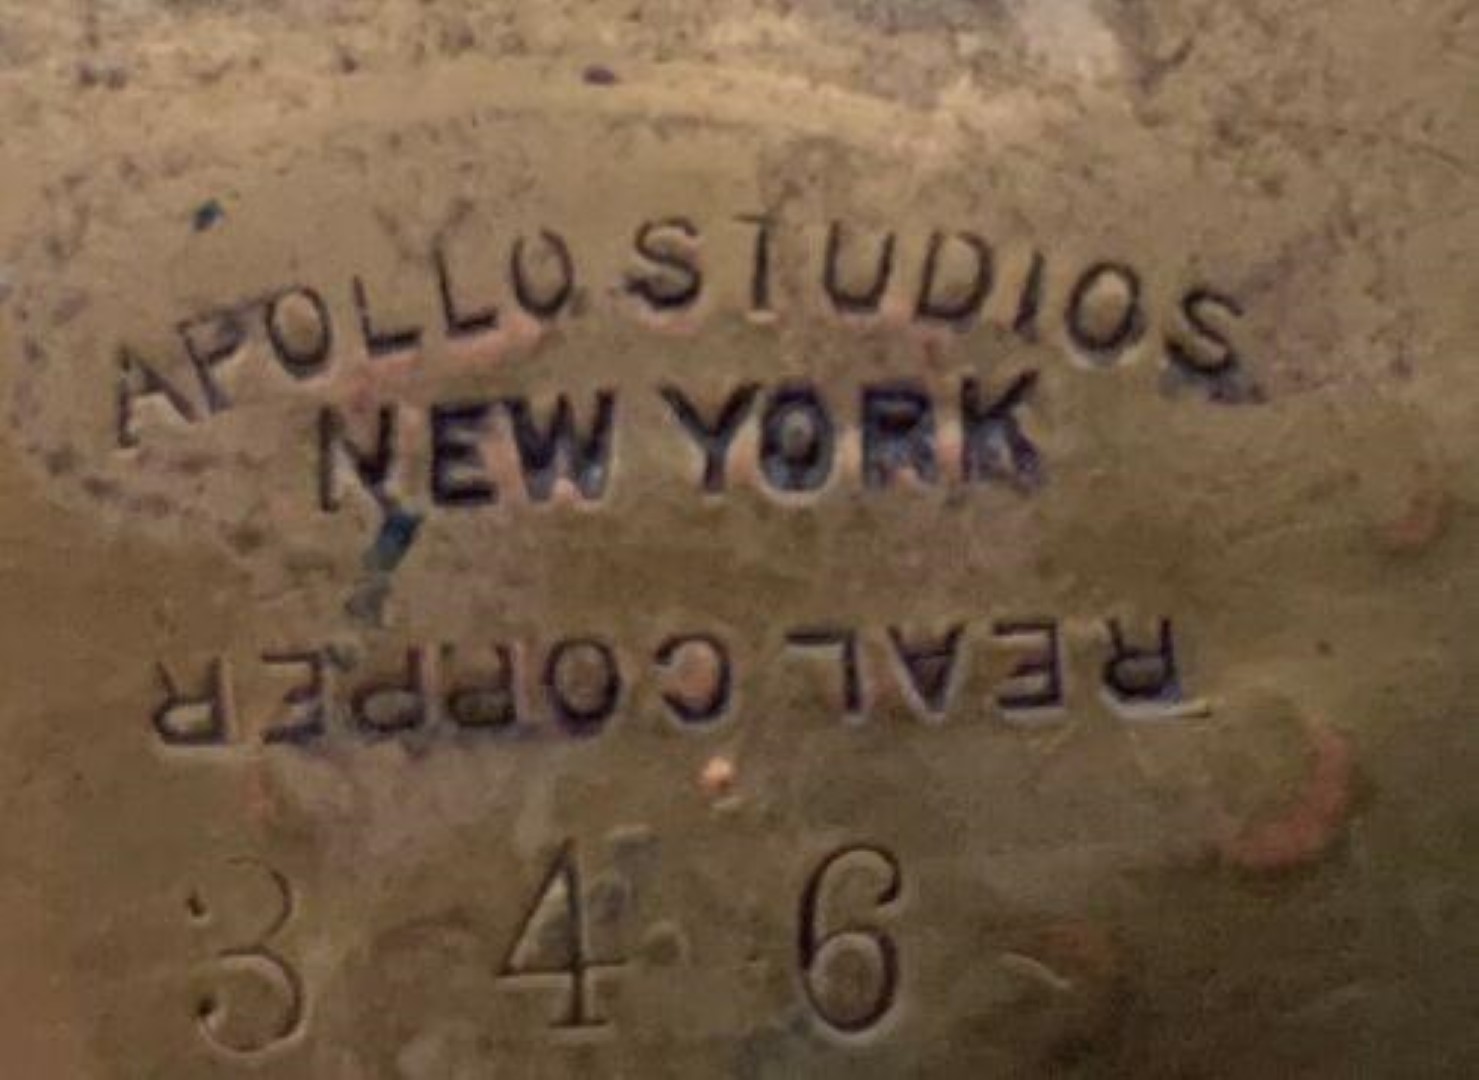 APOLLO STUDIOS
NEW YORK
REAL COPPER
346